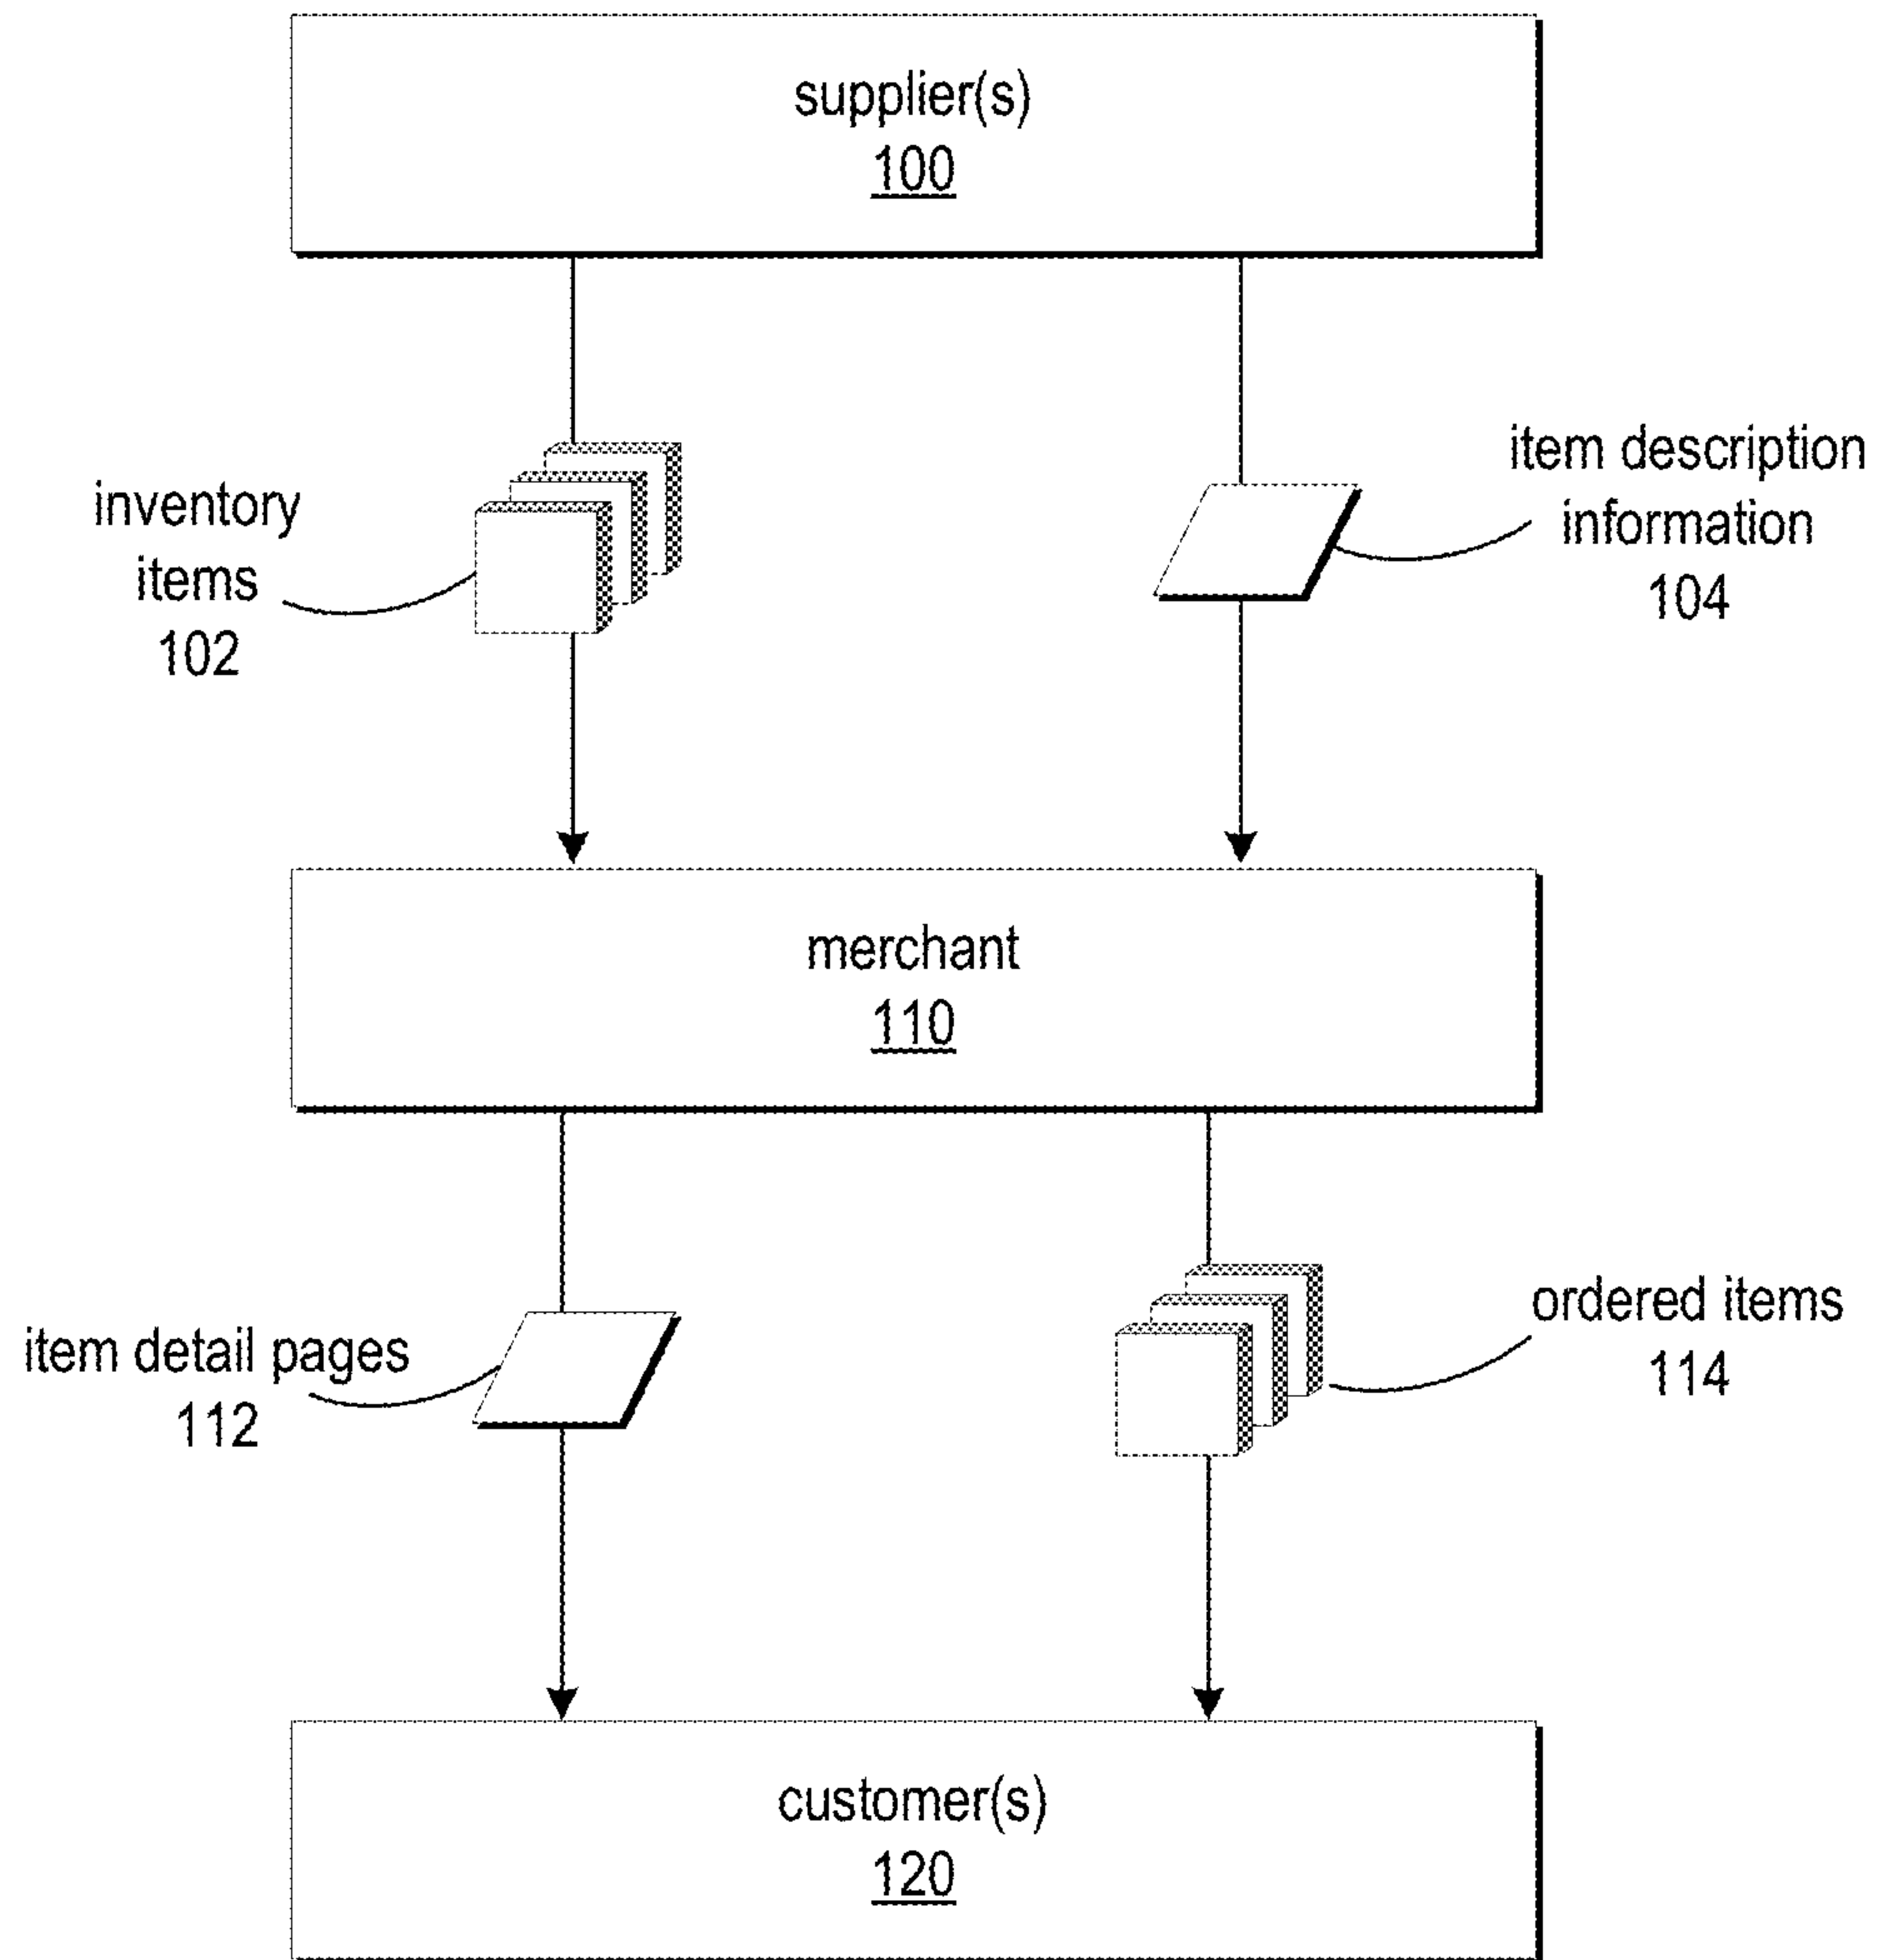 supplier(s)
100
inventory
items
102
item description
information
104
merchant
110
item detail pages
112
ordered items
114
customer(s)
120